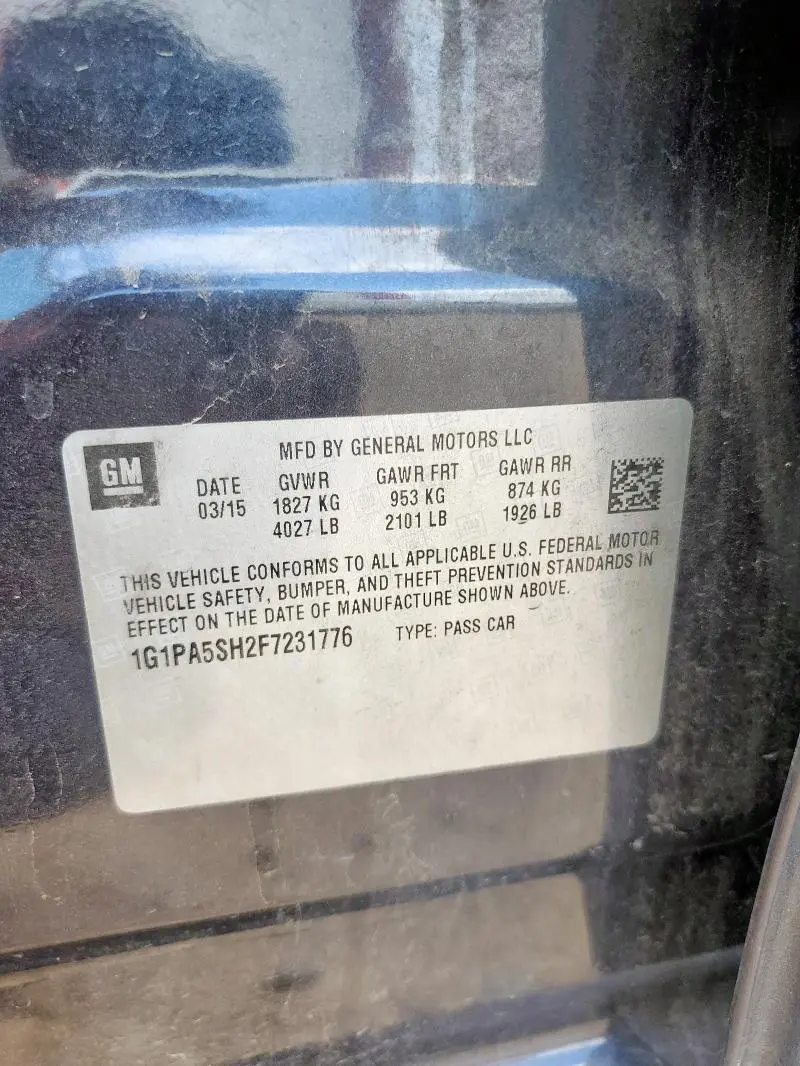 GM
MFD BY GENERAL MOTORS LLC
DATE GVWR GAWR FRT GAWR RR
03/15 1827 KG 953 KG 874 KG
4027 LB 2101 LB 1926 LB
THIS VEHICLE CONFORMS TO ALL APPLICABLE U.S. FEDERAL MOTOR
VEHICLE SAFETY, BUMPER, AND THEFT PREVENTION STANDARDS IN
EFFECT ON THE DATE OF MANUFACTURE SHOWN ABOVE.
1G1PA5SH2F7231776 TYPE: PASS CAR